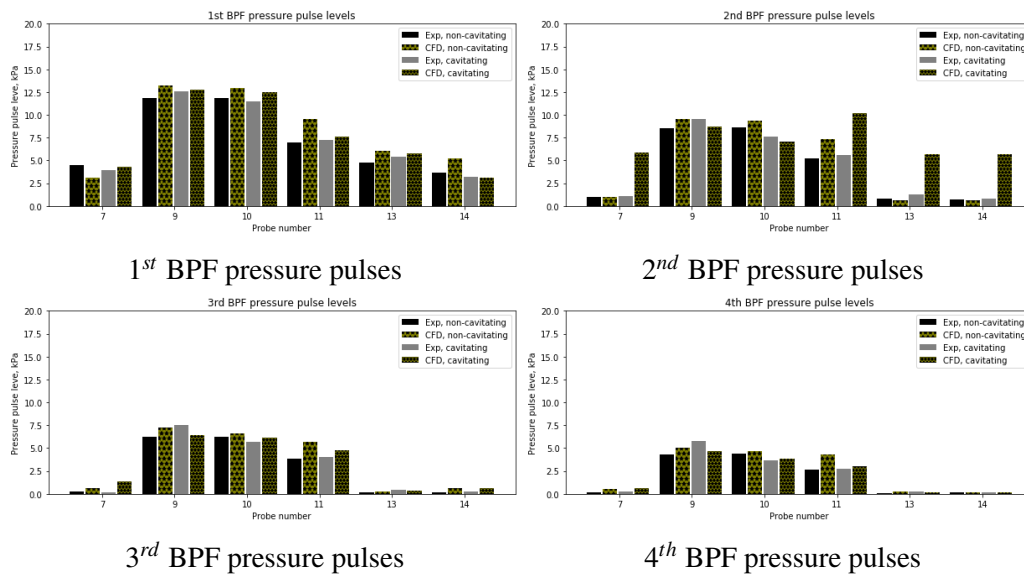 1st BPF pressure pulse levels
Pressure pulse leve, kPa
20.0
17.5
15.0
12.5
10.0
7.5
5.0
2.5
0.0
Exp, non-cavitating
CFD, non-cavitating
Exp, cavitating
CFD, cavitating
7 9 10 11 13 14
Probe number
1st BPF pressure pulses
2nd BPF pressure pulse levels
Pressure pulse leve, kPa
20.0
17.5
15.0
12.5
10.0
7.5
5.0
2.5
0.0
Exp, non-cavitating
CFD, non-cavitating
Exp, cavitating
CFD, cavitating
7 9 10 11 13 14
Probe number
2nd BPF pressure pulses
3rd BPF pressure pulse levels
Pressure pulse leve, kPa
20.0
17.5
15.0
12.5
10.0
7.5
5.0
2.5
0.0
Exp, non-cavitating
CFD, non-cavitating
Exp, cavitating
CFD, cavitating
7 9 10 11 13 14
Probe number
3rd BPF pressure pulses
4th BPF pressure pulse levels
Pressure pulse leve, kPa
20.0
17.5
15.0
12.5
10.0
7.5
5.0
2.5
0.0
Exp, non-cavitating
CFD, non-cavitating
Exp, cavitating
CFD, cavitating
7 9 10 11 13 14
Probe number
4th BPF pressure pulses